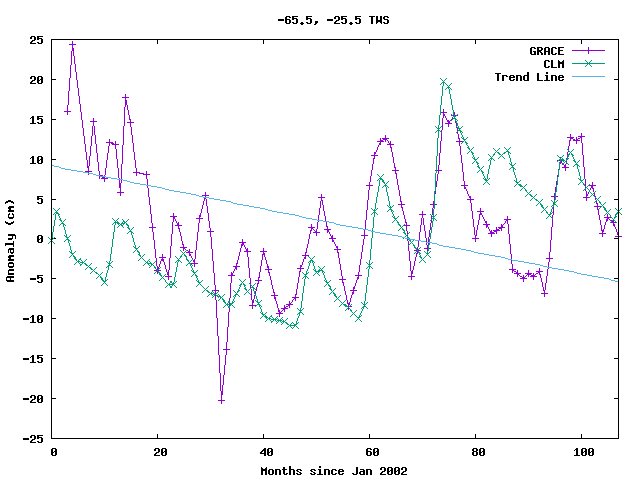 -65.5, -25.5 TWS
GRACE
CLM
Trend Line
25
20
15
10
5
0
-5
-10
-15
-20
-25
Anomaly (cm)
0 20 40 60 80 100
Months since Jan 2002